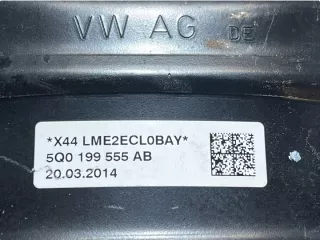 VW AG DE
*X44 LME2ECL0BAY*
5Q0 199 555 AB
20.03.2014